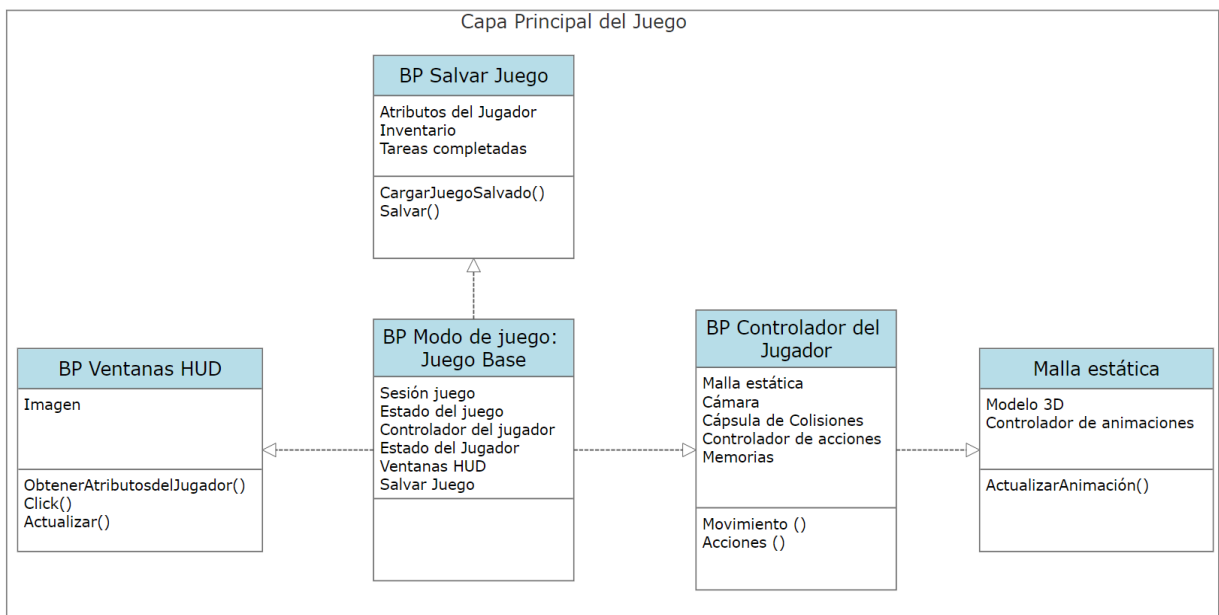 Capa Principal del Juego
BP Salvar Juego
Atributos del Jugador
Inventario
Tareas completadas
CargarJuegoSalvado()
Salvar()
BP Ventanas HUD
Imagen
ObtenerAtributosdelJugador()
Click()
Actualizar()
BP Modo de juego:
Juego Base
Sesión juego
Estado del juego
Controlador del jugador
Estado del Jugador
Ventanas HUD
Salvar Juego
BP Controlador del
Jugador
Malla estática
Cámara
Cápsula de Colisiones
Controlador de acciones
Memorias
Movimiento ()
Acciones ()
Malla estática
Modelo 3D
Controlador de animaciones
ActualizarAnimación()